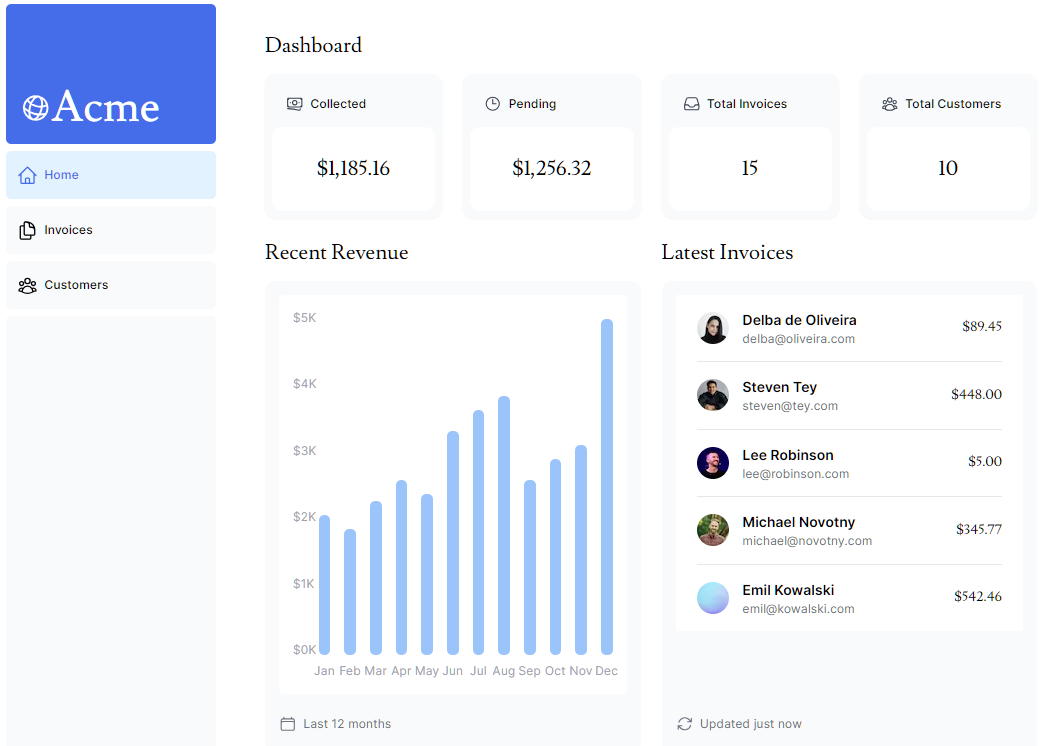 Acme
Home
Invoices
Customers
Dashboard
Collected
$1,185.16
Pending
$1,256.32
Total Invoices
15
Total Customers
10
Recent Revenue
$5K
$4K
$3K
$2K
$1K
$0K
Jan Feb Mar Apr May Jun Jul Aug Sep Oct Nov Dec
Last 12 months
Latest Invoices
Delba de Oliveira
delba@oliveira.com
$89.45
Steven Tey
steven@tey.com
$448.00
Lee Robinson
lee@robinson.com
$5.00
Michael Novotny
michael@novotny.com
$345.77
Emil Kowalski
emil@kowalski.com
$542.46
Updated just now